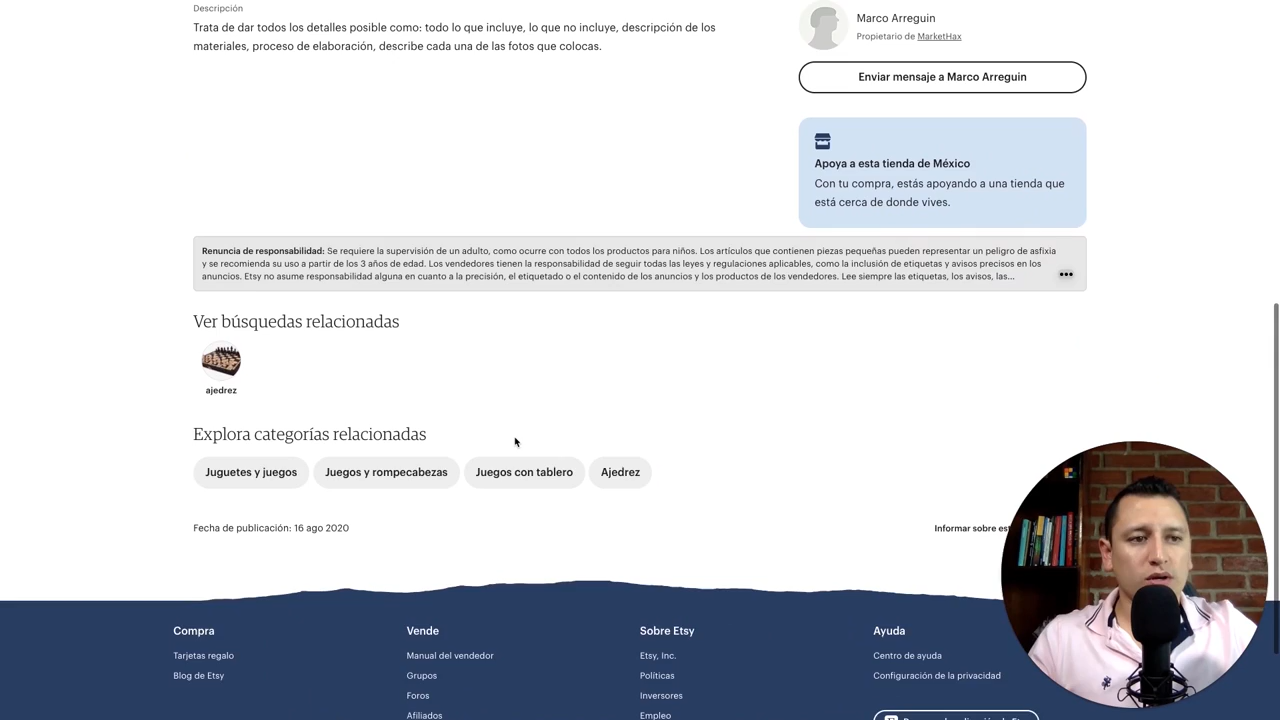 Descripción
Trata de dar todos los detalles posible como: todo lo que incluye, lo que no incluye, descripción de los
materiales, proceso de elaboración, describe cada una de las fotos que colocas.
Marco Arreguin
Propietario de MarketHax
Enviar mensaje a Marco Arreguin
Apoya a esta tienda de México
Con tu compra, estás apoyando a una tienda que
está cerca de donde vives.
Renuncia de responsabilidad: Se requiere la supervisión de un adulto, como ocurre con todos los productos para niños. Los artículos que contienen piezas pequeñas pueden representar un peligro de asfixia
y se recomienda su uso a partir de los 3 años de edad. Los vendedores tienen la responsabilidad de seguir todas las leyes y regulaciones aplicables, como la inclusión de etiquetas y avisos precisos en los
anuncios. Etsy no asume responsabilidad alguna en cuanto a la precisión, el etiquetado o el contenido de los anuncios y los productos de los vendedores. Lee siempre las etiquetas, los avisos, las...
Ver búsquedas relacionadas
ajedrez
Explora categorías relacionadas
Juguetes y juegos
Juegos y rompecabezas
Juegos con tablero
Ajedrez
Fecha de publicación: 16 ago 2020
Informar sobre
Compra
Tarjetas regalo
Blog de Etsy
Vende
Manual del vendedor
Grupos
Foros
Afiliados
Sobre Etsy
Etsy, Inc.
Políticas
Inversores
Empleo
Ayuda
Centro de ayuda
Configuración de la privacidad